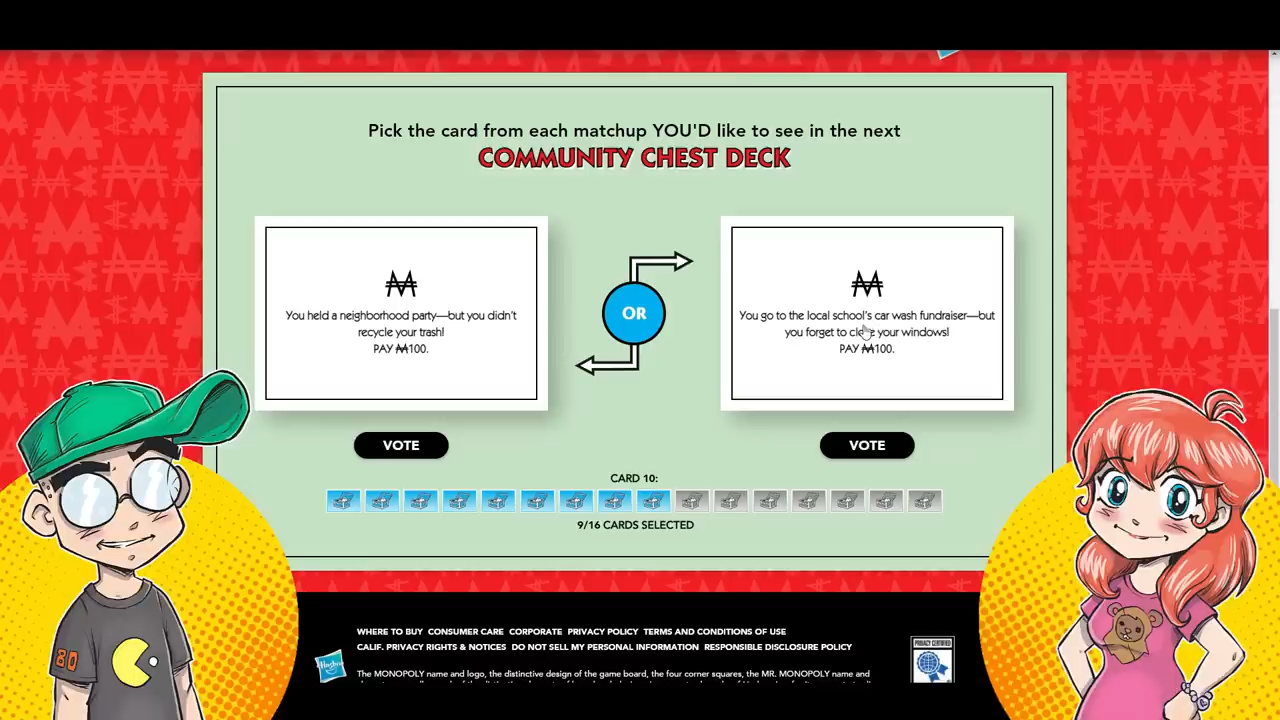 Pick the card from each matchup YOU'D like to see in the next
COMMUNITY CHEST DECK
You held a neighborhood party—but you didn't
recycle your trash!
PAY ₩100.
OR
You go to the local school's car wash fundraiser—but
you forget to close your windows!
PAY ₩100.
VOTE
VOTE
CARD 10:
9/16 CARDS SELECTED
80
WHERE TO BUY CONSUMER CARE CORPORATE PRIVACY POLICY TERMS AND CONDITIONS OF USE
CALIF. PRIVACY RIGHTS & NOTICES DO NOT SELL MY PERSONAL INFORMATION RESPONSIBLE DISCLOSURE POLICY
PRIVACY CERTIFIED
Hasbro
The MONOPOLY name and logo, the distinctive design of the game board, the four corner squares, the MR. MONOPOLY name and